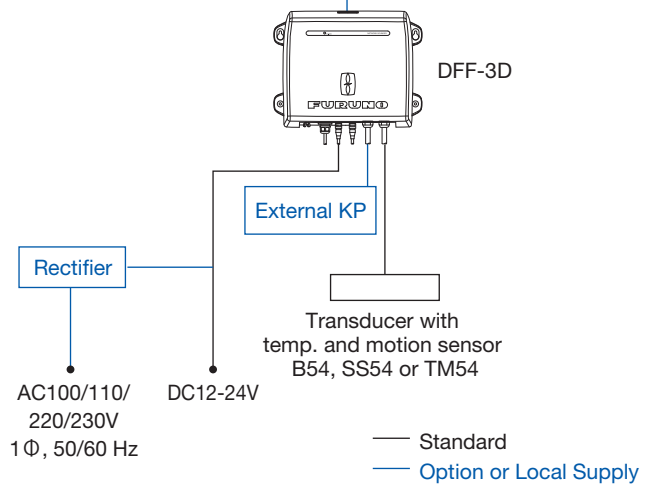 DFF-3D
FURUNO
External KP
Rectifier
Transducer with
temp. and motion sensor
B54, SS54 or TM54
AC100/110/
220/230V
1Φ, 50/60 Hz
DC12-24V
Standard
Option or Local Supply